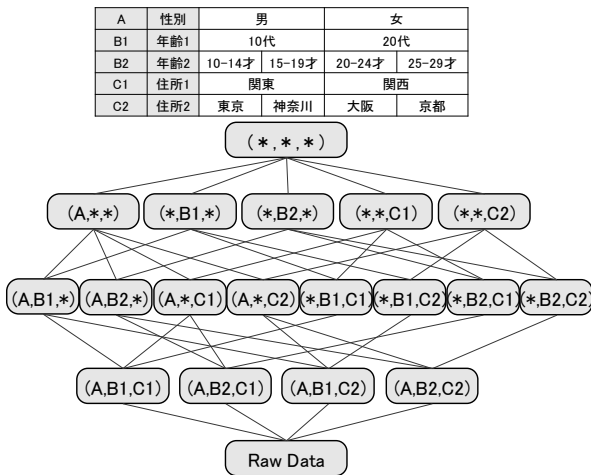 A 性別 男 女
B1 年齢1 10代 20代
B2 年齢2 10-14才 15-19才 20-24才 25-29才
C1 住所1 関東 関西
C2 住所2 東京 神奈川 大阪 京都
(*,*,*)
(A,*,*) (*,B1,*) (*,B2,*) (*,*,C1) (*,*,C2)
(A,B1,*) (A,B2,*) (A,*,C1) (A,*,C2) (*,B1,C1) (*,B1,C2) (*,B2,C1) (*,B2,C2)
(A,B1,C1) (A,B2,C1) (A,B1,C2) (A,B2,C2)
Raw Data